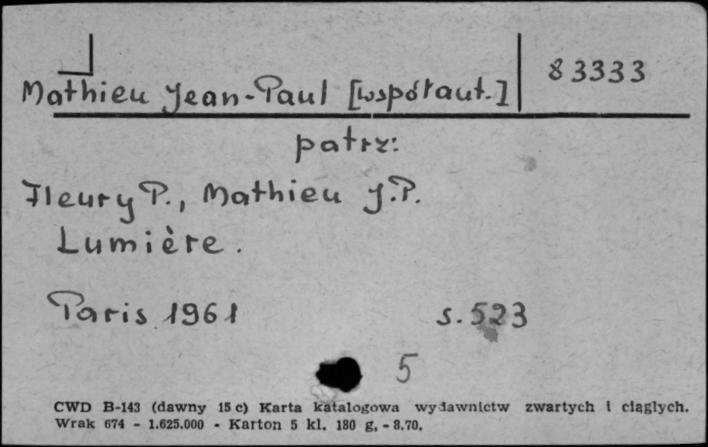 Mathieu Jean-Paul [współaut.] 83333
patrz:
Fleury P., Mathieu J.P.
Lumière.
Paris 1961 s. 523
5
CWD B-143 (dawny 15 c) Karta katalogowa wydawnictw zwartych i ciągłych.
Wrak 674 - 1.625.000 - Karton 5 kl. 180 g, - 8.70.